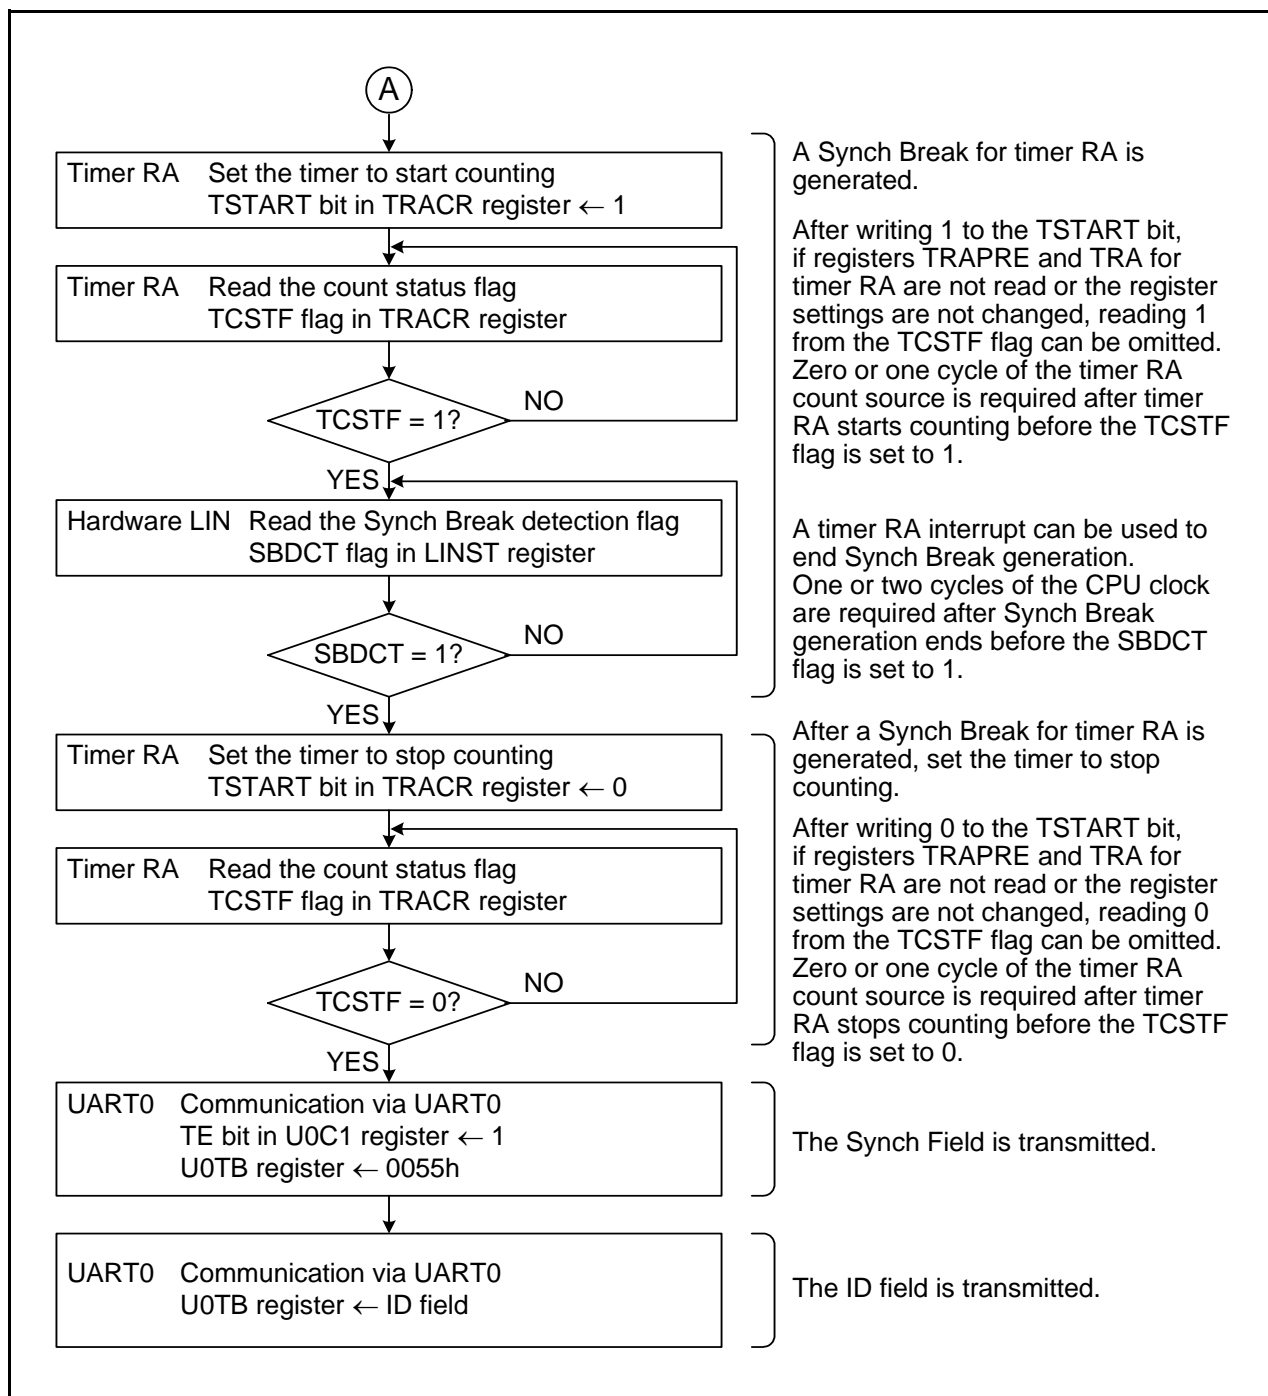 A
Timer RA Set the timer to start counting
TSTART bit in TRACR register ← 1
Timer RA Read the count status flag
TCSTF flag in TRACR register
TCSTF = 1?
NO
YES
Hardware LIN Read the Synch Break detection flag
SBDCT flag in LINST register
SBDCT = 1?
NO
YES
A Synch Break for timer RA is
generated.
After writing 1 to the TSTART bit,
if registers TRAPRE and TRA for
timer RA are not read or the register
settings are not changed, reading 1
from the TCSTF flag can be omitted.
Zero or one cycle of the timer RA
count source is required after timer
RA starts counting before the TCSTF
flag is set to 1.
A timer RA interrupt can be used to
end Synch Break generation.
One or two cycles of the CPU clock
are required after Synch Break
generation ends before the SBDCT
flag is set to 1.
Timer RA Set the timer to stop counting
TSTART bit in TRACR register ← 0
Timer RA Read the count status flag
TCSTF flag in TRACR register
TCSTF = 0?
NO
YES
After a Synch Break for timer RA is
generated, set the timer to stop
counting.
After writing 0 to the TSTART bit,
if registers TRAPRE and TRA for
timer RA are not read or the register
settings are not changed, reading 0
from the TCSTF flag can be omitted.
Zero or one cycle of the timer RA
count source is required after timer
RA stops counting before the TCSTF
flag is set to 0.
UART0 Communication via UART0
TE bit in U0C1 register ← 1
U0TB register ← 0055h
The Synch Field is transmitted.
UART0 Communication via UART0
U0TB register ← ID field
The ID field is transmitted.